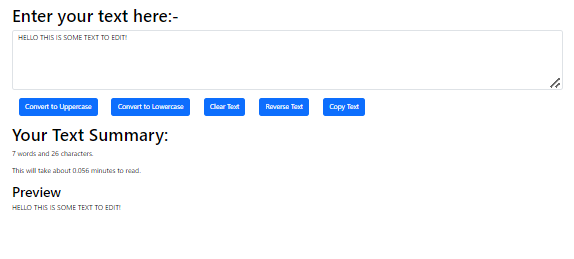 Enter your text here:-
HELLO THIS IS SOME TEXT TO EDIT!
Convert to Uppercase Convert to Lowercase Clear Text Reverse Text Copy Text
Your Text Summary:
7 words and 26 characters.
This will take about 0.056 minutes to read.
Preview
HELLO THIS IS SOME TEXT TO EDIT!